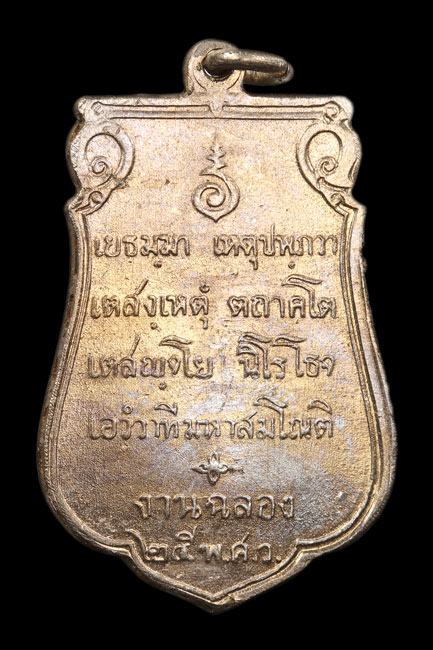 เยธมฺมา เหตุปฺพภวา
เตสํเหตุํ ตถาคโต
เตสญฺจโย นิโรโธจ
เอวํวาทีมหาสมโณติ
งานฉลอง
๒๕ พ.ศ.ว.